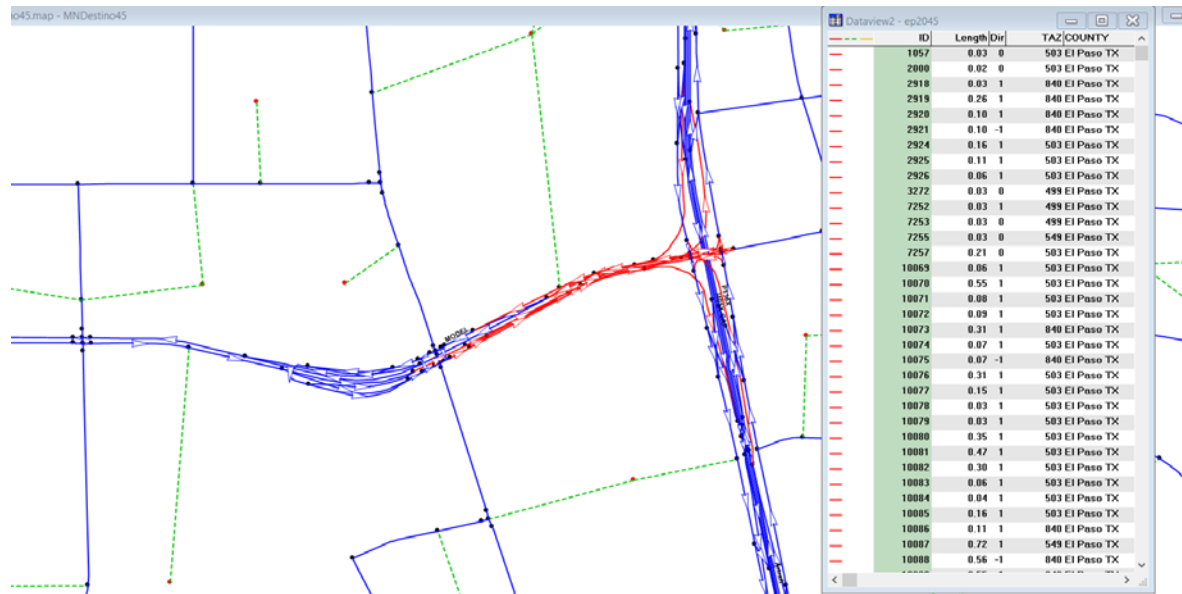 no45.map - MNDestino45
Dataview2 - ep2045
ID Length Dir TAZ COUNTY
1057 0.03 0 503 El Paso TX
2000 0.02 0 503 El Paso TX
2918 0.03 1 840 El Paso TX
2919 0.26 1 840 El Paso TX
2920 0.10 1 840 El Paso TX
2921 0.10 -1 840 El Paso TX
2924 0.16 1 503 El Paso TX
2925 0.11 1 503 El Paso TX
2926 0.06 1 503 El Paso TX
3272 0.03 0 499 El Paso TX
7252 0.03 1 499 El Paso TX
7253 0.03 0 499 El Paso TX
7255 0.03 0 549 El Paso TX
7257 0.21 0 503 El Paso TX
10069 0.06 1 503 El Paso TX
10070 0.55 1 503 El Paso TX
10071 0.08 1 503 El Paso TX
10072 0.09 1 503 El Paso TX
10073 0.31 1 840 El Paso TX
10074 0.07 1 503 El Paso TX
10075 0.07 -1 840 El Paso TX
10076 0.31 1 503 El Paso TX
10077 0.15 1 503 El Paso TX
10078 0.03 1 503 El Paso TX
10079 0.03 1 503 El Paso TX
10080 0.35 1 503 El Paso TX
10081 0.47 1 503 El Paso TX
10082 0.30 1 503 El Paso TX
10083 0.06 1 503 El Paso TX
10084 0.04 1 503 El Paso TX
10085 0.16 1 503 El Paso TX
10086 0.11 1 840 El Paso TX
10087 0.72 1 549 El Paso TX
10088 0.56 -1 840 El Paso TX
MODEL